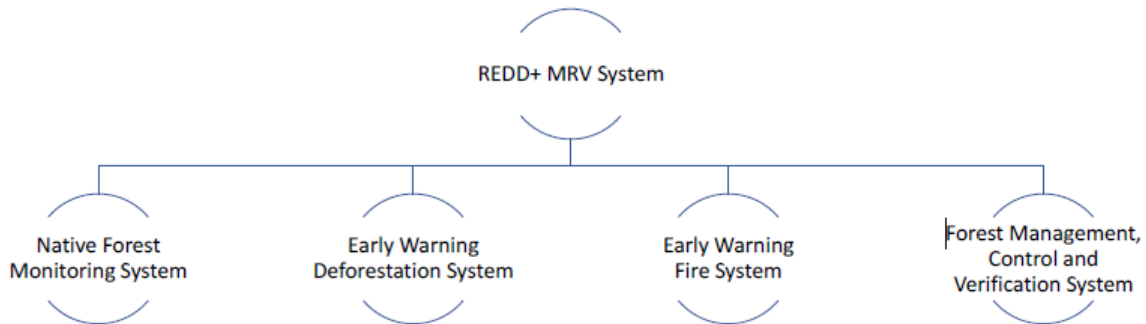 REDD+ MRV System
Native Forest
Monitoring System
Early Warning
Deforestation System
Early Warning
Fire System
Forest Management,
Control and
Verification System